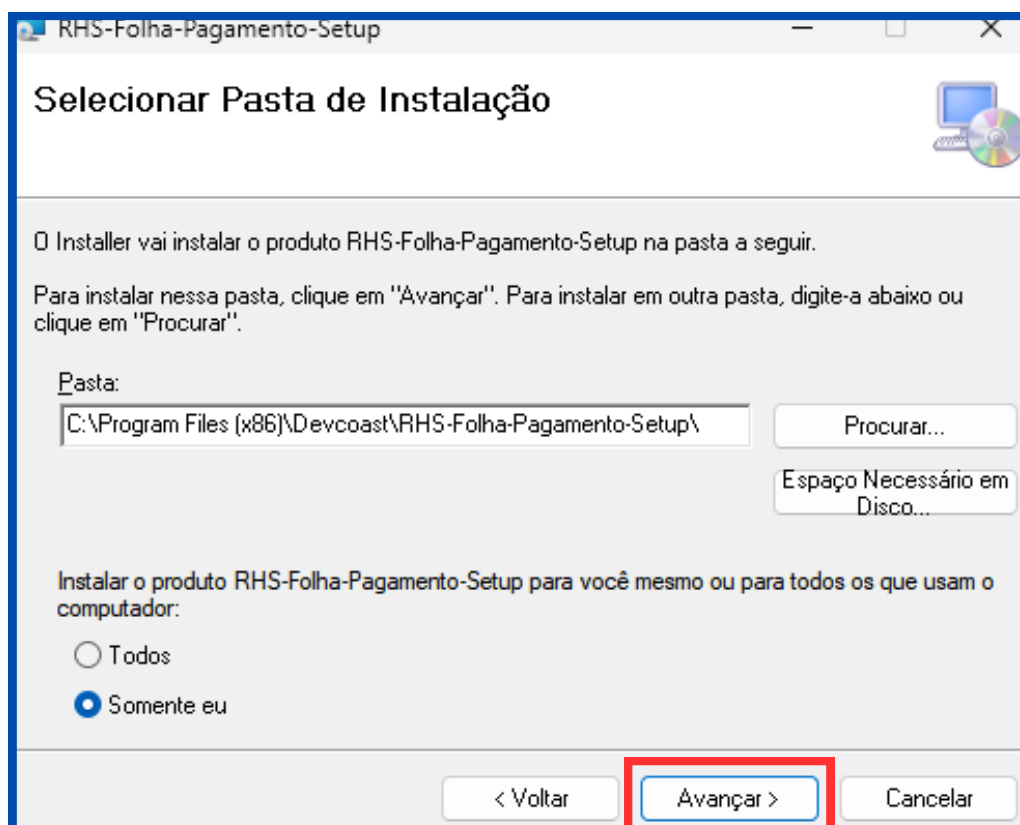 RHS-Folha-Pagamento-Setup
Selecionar Pasta de Instalação
O Installer vai instalar o produto RHS-Folha-Pagamento-Setup na pasta a seguir.
Para instalar nessa pasta, clique em "Avançar". Para instalar em outra pasta, digite-a abaixo ou
clique em "Procurar".
Pasta:
C:\Program Files (x86)\Devcoast\RHS-Folha-Pagamento-Setup\
Procurar...
Espaço Necessário em
Disco...
Instalar o produto RHS-Folha-Pagamento-Setup para você mesmo ou para todos os que usam o
computador:
Todos
Somente eu
< Voltar
Avançar >
Cancelar